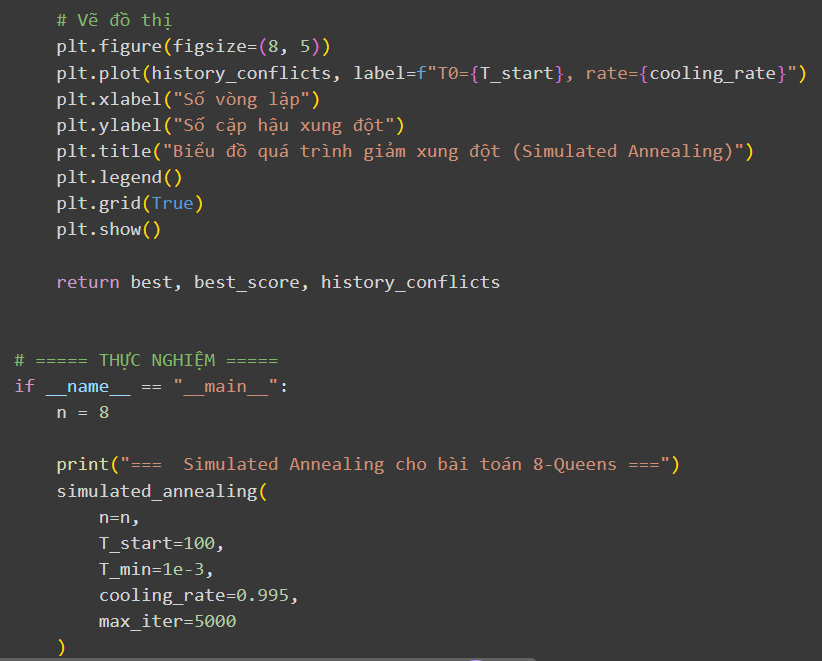 # Vẽ đồ thị
plt.figure(figsize=(8, 5))
plt.plot(history_conflicts, label=f"T0={T_start}, rate={cooling_rate}")
plt.xlabel("Số vòng lặp")
plt.ylabel("Số cặp hậu xung đột")
plt.title("Biểu đồ quá trình giảm xung đột (Simulated Annealing)")
plt.legend()
plt.grid(True)
plt.show()
return best, best_score, history_conflicts
# ===== THỰC NGHIỆM =====
if __name__ == "__main__":
n = 8
print("===  Simulated Annealing cho bài toán 8-Queens ===")
simulated_annealing(
n=n,
T_start=100,
T_min=1e-3,
cooling_rate=0.995,
max_iter=5000
)